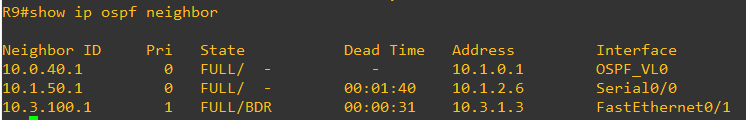 R9#show ip ospf neighbor
Neighbor ID     Pri   State           Dead Time   Address         Interface
10.0.40.1         0   FULL/  -           -        10.1.0.1        OSPF_VL0
10.1.50.1         0   FULL/  -        00:01:40    10.1.2.6        Serial0/0
10.3.100.1        1   FULL/BDR        00:00:31    10.3.1.3        FastEthernet0/1